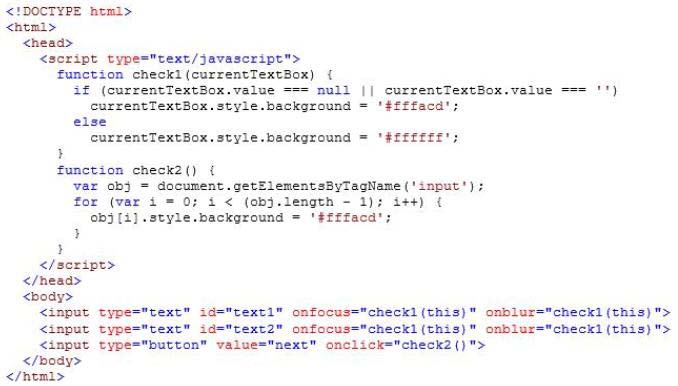 <!DOCTYPE html>
<html>
<head>
<script type="text/javascript">
function check1(currentTextBox) {
if (currentTextBox.value === null || currentTextBox.value === '')
currentTextBox.style.background = '#fffacd';
else
currentTextBox.style.background = '#ffffff';
}
function check2() {
var obj = document.getElementsByTagName('input');
for (var i = 0; i < (obj.length - 1); i++) {
obj[i].style.background = '#fffacd';
}
}
</script>
</head>
<body>
<input type="text" id="text1" onfocus="check1(this)" onblur="check1(this)">
<input type="text" id="text2" onfocus="check1(this)" onblur="check1(this)">
<input type="button" value="next" onclick="check2()">
</body>
</html>